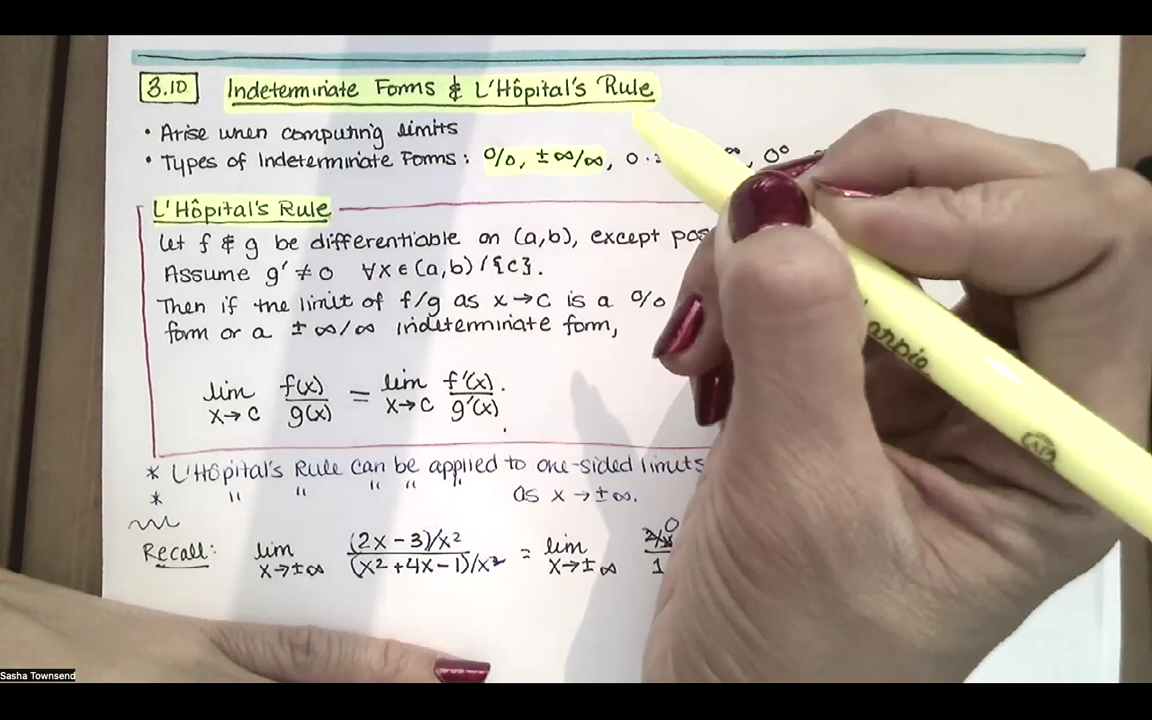 3.10 Indeterminate Forms & L'Hôpital's Rule
• Arise when computing limits
• Types of Indeterminate Forms: 0/0, ±∞/∞, 0 · ∞, 0⁰
L'Hôpital's Rule
Let f & g be differentiable on (a,b), except
Assume g' ≠ 0 ∀x ∈ (a,b) / {c}.
Then if the limit of f/g as x→c is a 0/0
form or a ±∞/∞ indeterminate form,
lim x→c f(x)/g(x) = lim x→c f'(x)/g'(x).
* L'Hôpital's Rule can be applied to one-sided limits
* " " " " " as x→±∞.
Recall: lim x→±∞ (2x-3)/x² / (x²+4x-1)/x² = lim x→±∞
arpio
Sasha Townsend